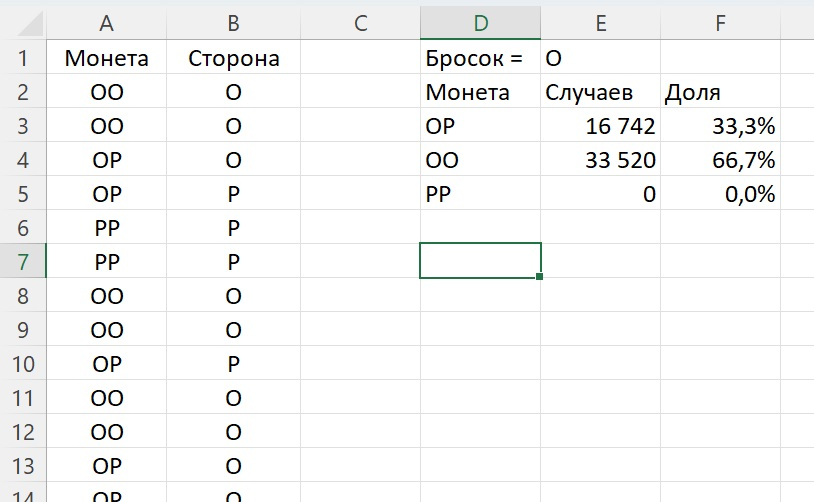 A B C D E F
1 Монета Сторона Бросок = О
2 ОО О Монета Случаев Доля
3 ОО О ОР 16 742 33,3%
4 ОР О ОО 33 520 66,7%
5 ОР Р РР 0 0,0%
6 РР Р
7 РР Р
8 ОО О
9 ОО О
10 ОР Р
11 ОО О
12 ОО О
13 ОР О
14 ОР О